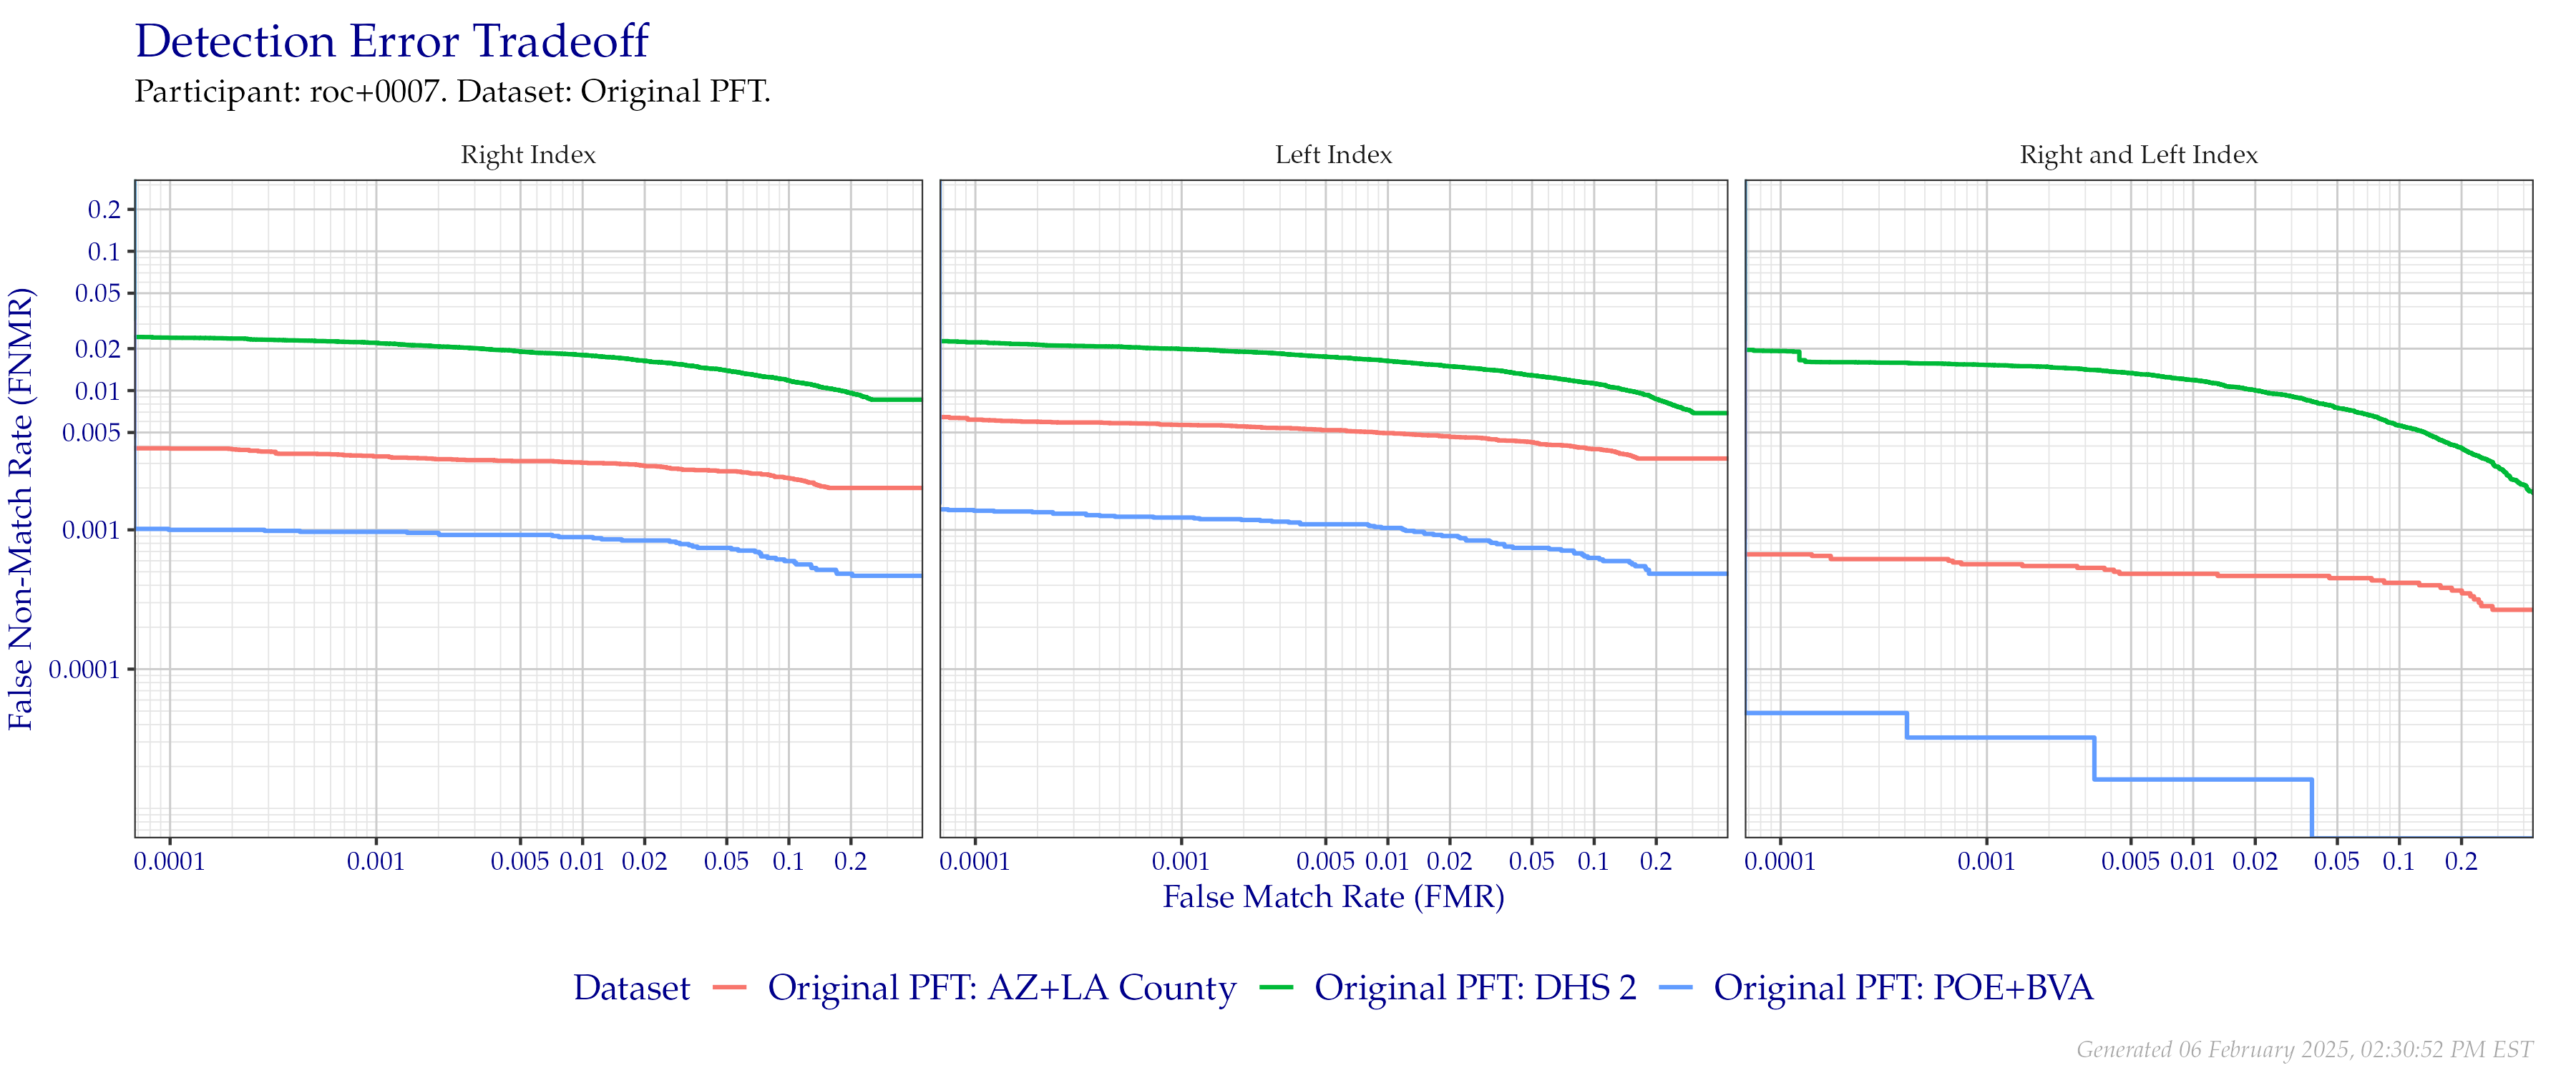 Detection Error Tradeoff
Participant: roc+0007. Dataset: Original PFT.
Right Index
Left Index
Right and Left Index
False Non-Match Rate (FNMR)
0.2
0.1
0.05
0.02
0.01
0.005
0.001
0.0001
0.0001 0.001 0.005 0.01 0.02 0.05 0.1 0.2
0.0001 0.001 0.005 0.01 0.02 0.05 0.1 0.2
0.0001 0.001 0.005 0.01 0.02 0.05 0.1 0.2
False Match Rate (FMR)
Dataset Original PFT: AZ+LA County Original PFT: DHS 2 Original PFT: POE+BVA
Generated 06 February 2025, 02:30:52 PM EST